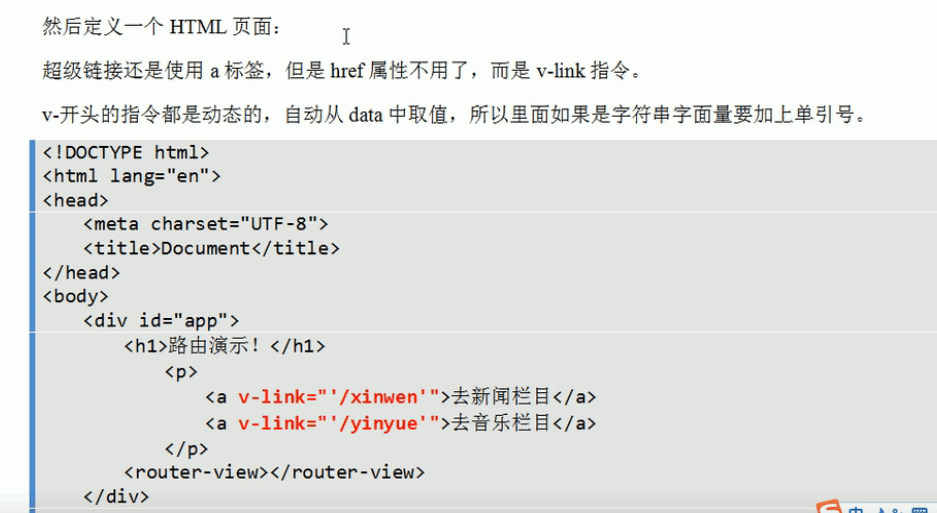 然后定义一个 HTML 页面：
超级链接还是使用 a 标签，但是 href 属性不用了，而是 v-link 指令。
v-开头的指令都是动态的，自动从 data 中取值，所以里面如果是字符串字面量要加上单引号。
<!DOCTYPE html>
<html lang="en">
<head>
    <meta charset="UTF-8">
    <title>Document</title>
</head>
<body>
    <div id="app">
        <h1>路由演示！</h1>
            <p>
                <a v-link="'/xinwen'">去新闻栏目</a>
                <a v-link="'/yinyue'">去音乐栏目</a>
            </p>
        <router-view></router-view>
    </div>